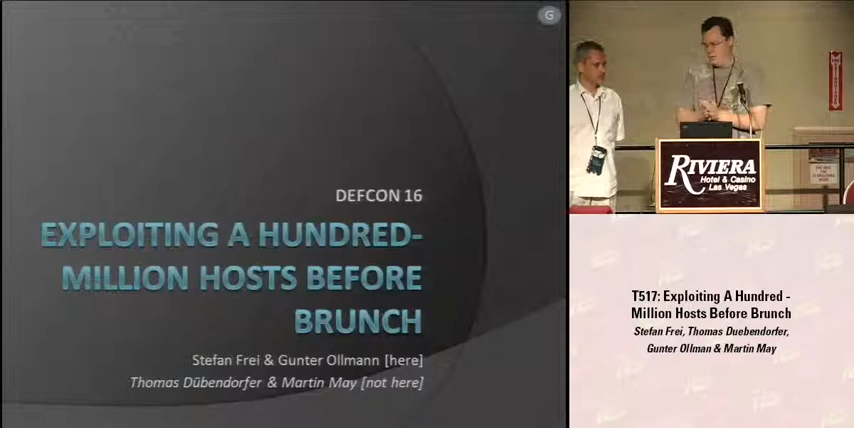 G
DEFCON 16
EXPLOITING A HUNDRED-
MILLION HOSTS BEFORE
BRUNCH
Stefan Frei & Gunter Ollmann [here]
Thomas Dübendorfer & Martin May [not here]
RIVIERA
Hotel & Casino
Las Vegas
T517: Exploiting A Hundred -
Million Hosts Before Brunch
Stefan Frei, Thomas Duebendorfer,
Gunter Ollman & Martin May